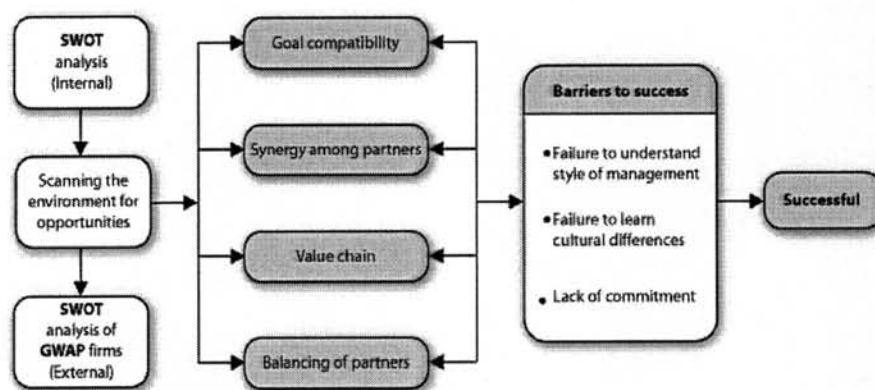 SWOT
analysis
(Internal)
Scanning the
environment for
opportunities
SWOT
analysis of
GWAP firms
(External)
Goal compatibility
Synergy among partners
Value chain
Balancing of partners
Barriers to success
•Failure to understand
style of management
•Failure to learn
cultural differences
• Lack of commitment
Successful